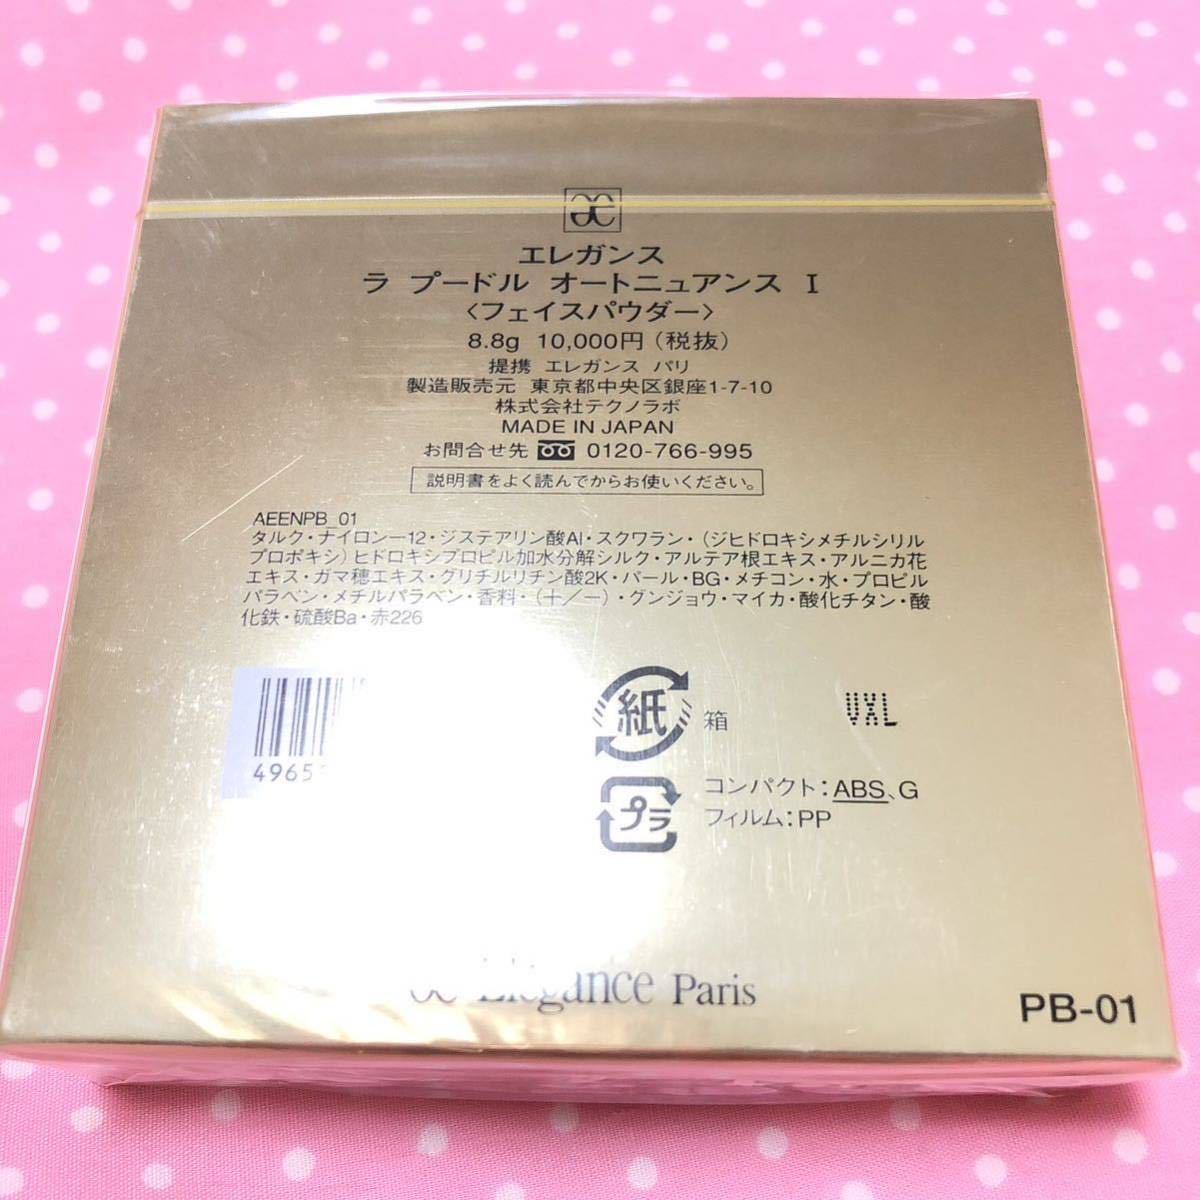 エレガンス
ラ プードル オートニュアンス I
〈フェイスパウダー〉
8.8g 10,000円(税抜)
提携 エレガンス パリ
製造販売元 東京都中央区銀座1-7-10
株式会社テクノラボ
MADE IN JAPAN
お問合せ先 0120-766-995
説明書をよく読んでからお使いください。
AEENPB_01
タルク・ナイロン－12・ジステアリン酸Al・スクワラン・(ジヒドロキシメチルシリル
プロポキシ)ヒドロキシプロピル加水分解シルク・アルテア根エキス・アルニカ花
エキス・ガマ穂エキス・グリチルリチン酸2K・パール・BG・メチコン・水・プロピル
パラベン・メチルパラベン・香料・(＋／－)・グンジョウ・マイカ・酸化チタン・酸
化鉄・硫酸Ba・赤226
紙 箱
VXL
プラ
コンパクト:ABS、G
フィルム:PP
Elégance Paris
PB-01